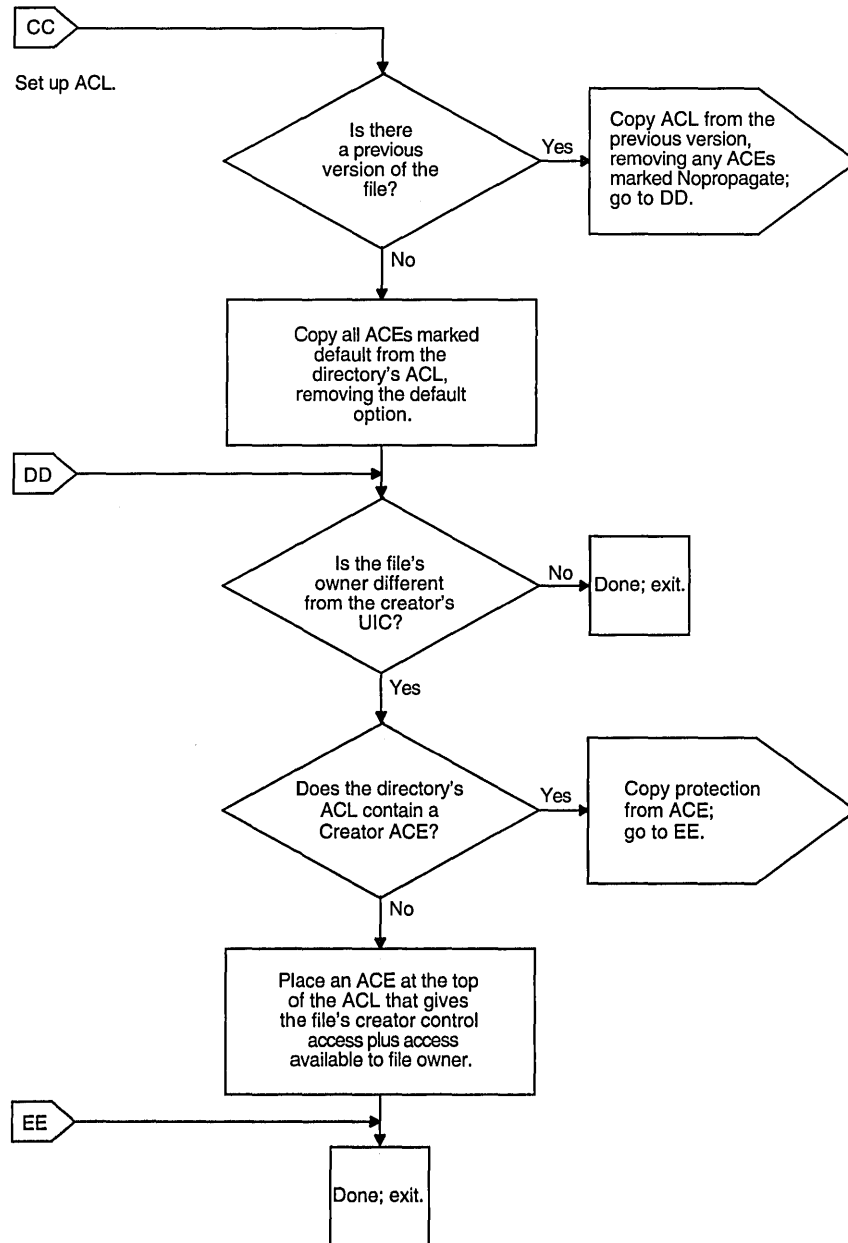 CC
Set up ACL.
Is there
a previous
version of the
file?
Yes
Copy ACL from the
previous version,
removing any ACEs
marked Nopropagate;
go to DD.
No
Copy all ACEs marked
default from the
directory's ACL,
removing the default
option.
DD
Is the file's
owner different
from the creator's
UIC?
No
Done; exit.
Yes
Does the directory's
ACL contain a
Creator ACE?
Yes
Copy protection
from ACE;
go to EE.
No
Place an ACE at the top
of the ACL that gives
the file's creator control
access plus access
available to file owner.
EE
Done; exit.